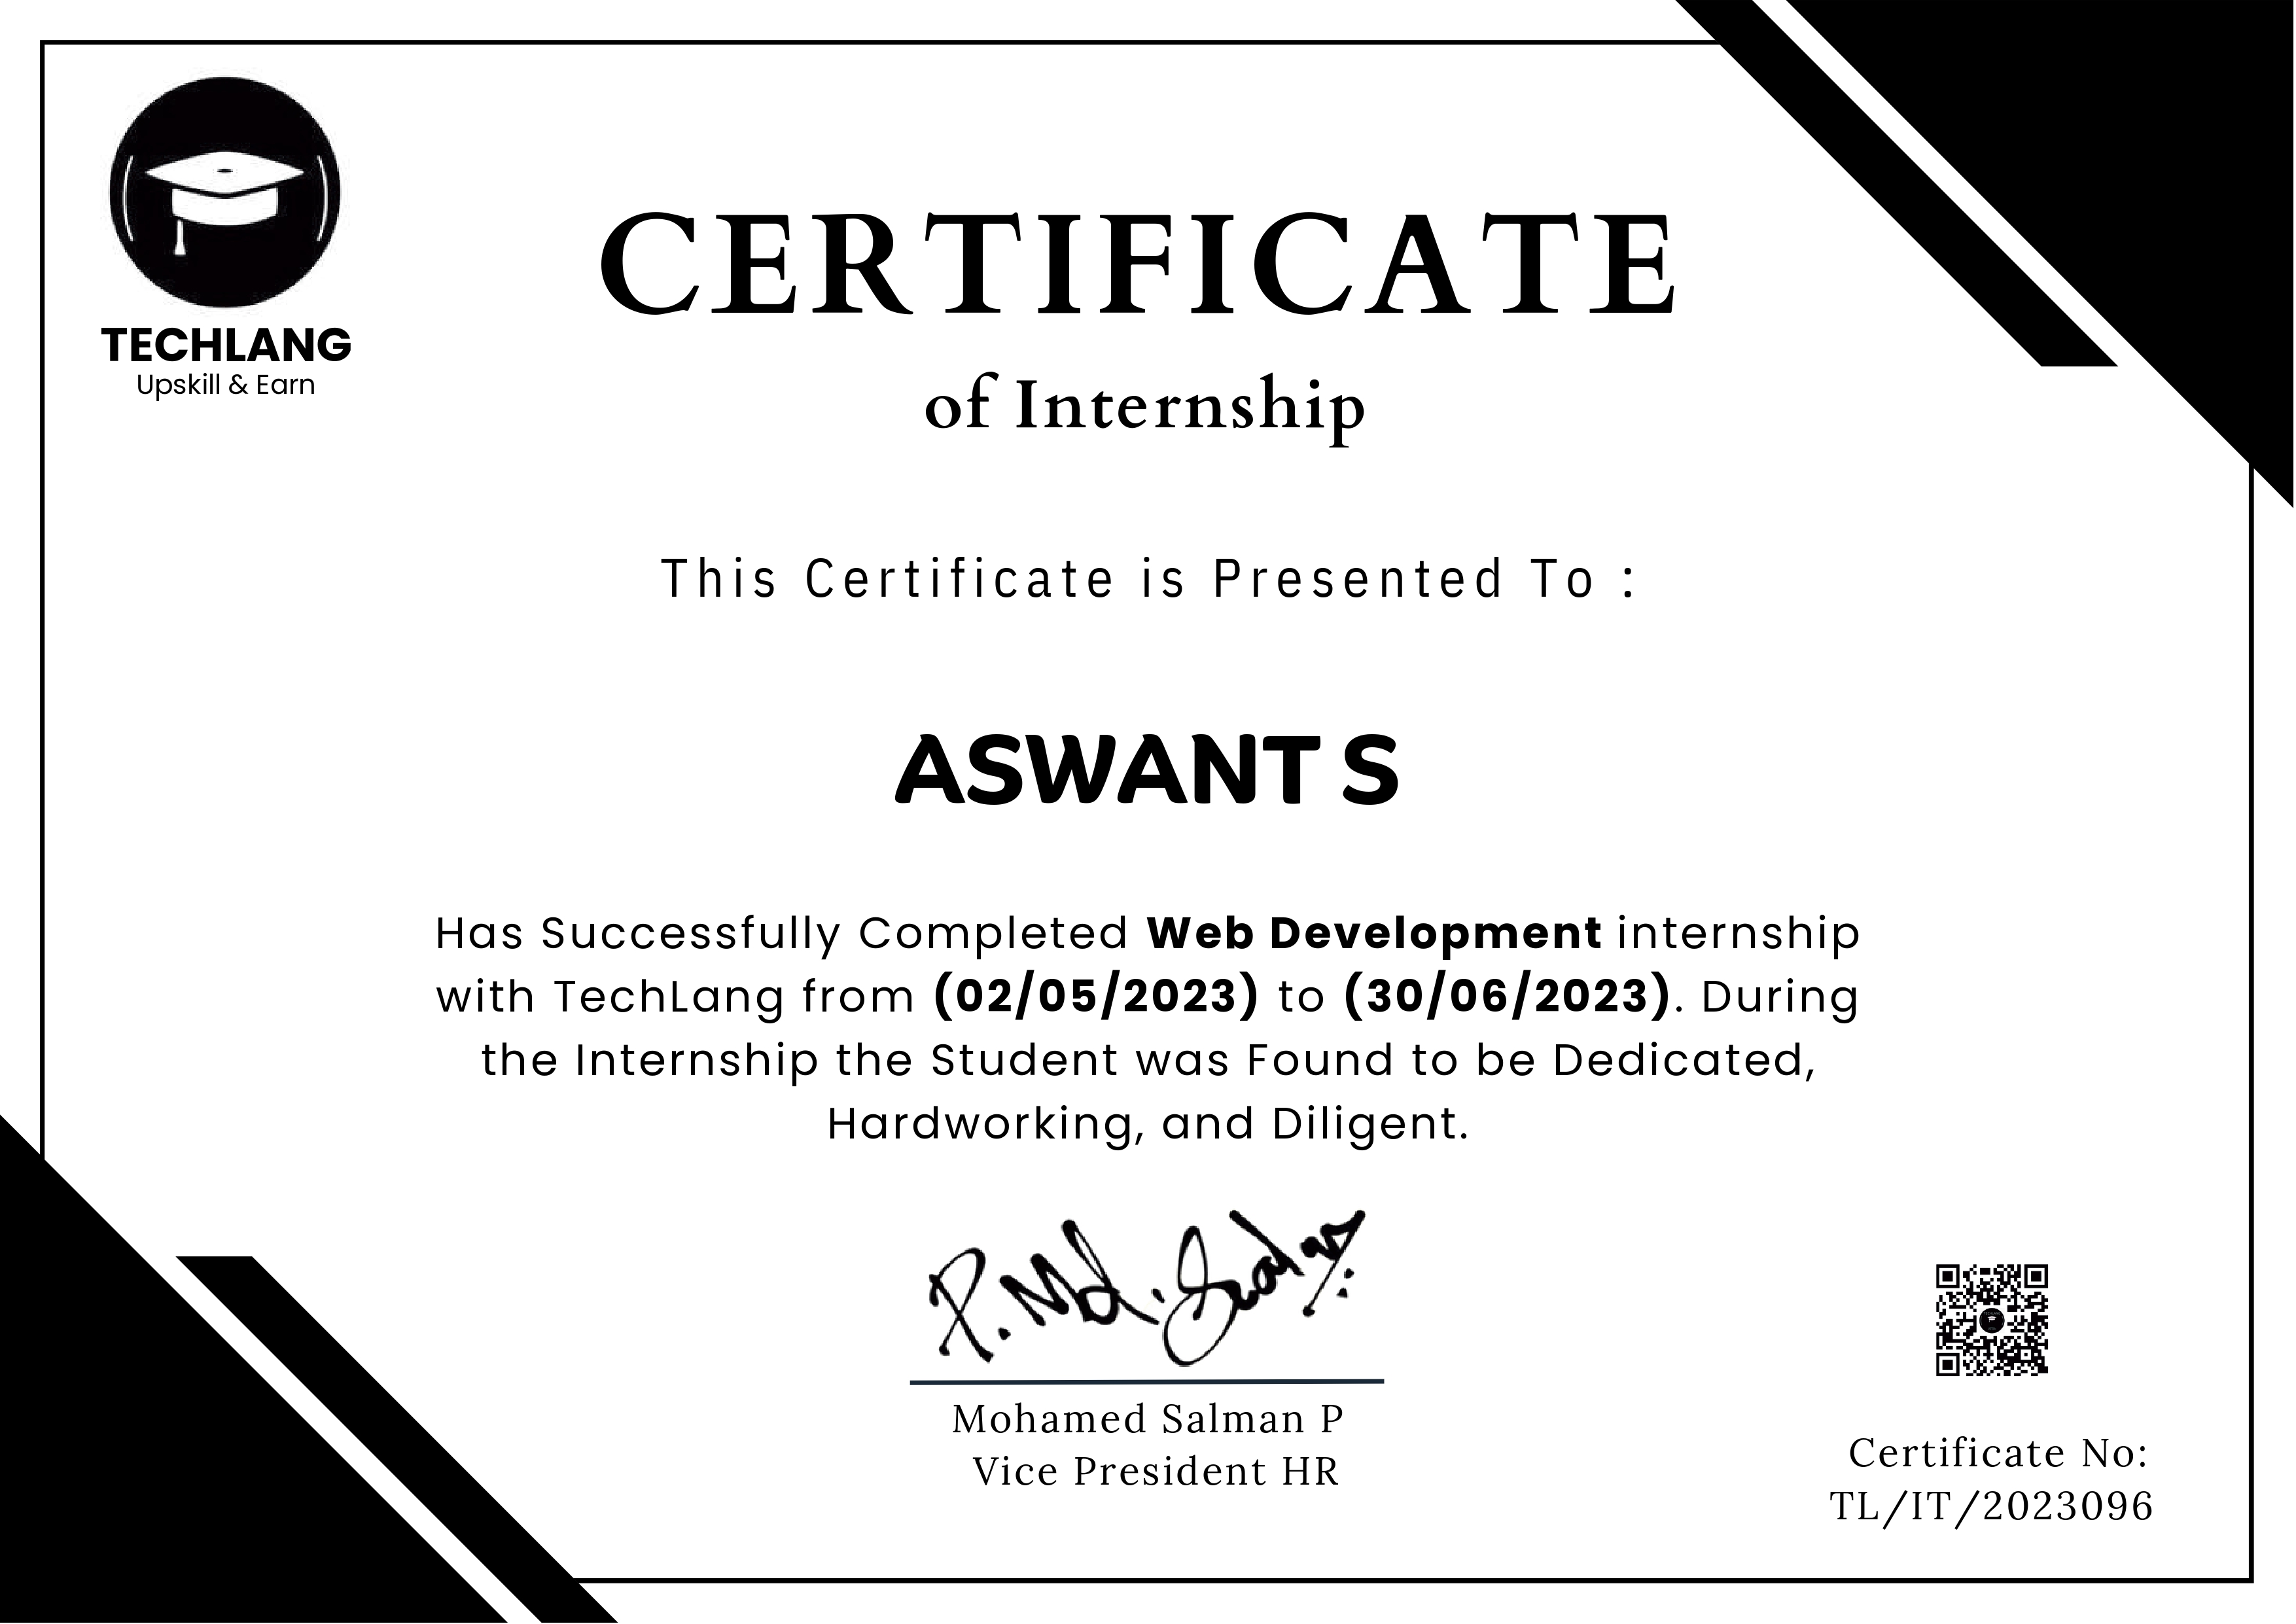 TECHLANG
Upskill & Earn
CERTIFICATE
of Internship
This Certificate is Presented To :
ASWANT S
Has Successfully Completed Web Development internship
with TechLang from (02/05/2023) to (30/06/2023). During
the Internship the Student was Found to be Dedicated,
Hardworking, and Diligent.
P. Md. Salman
Mohamed Salman P
Vice President HR
Certificate No:
TL/IT/2023096